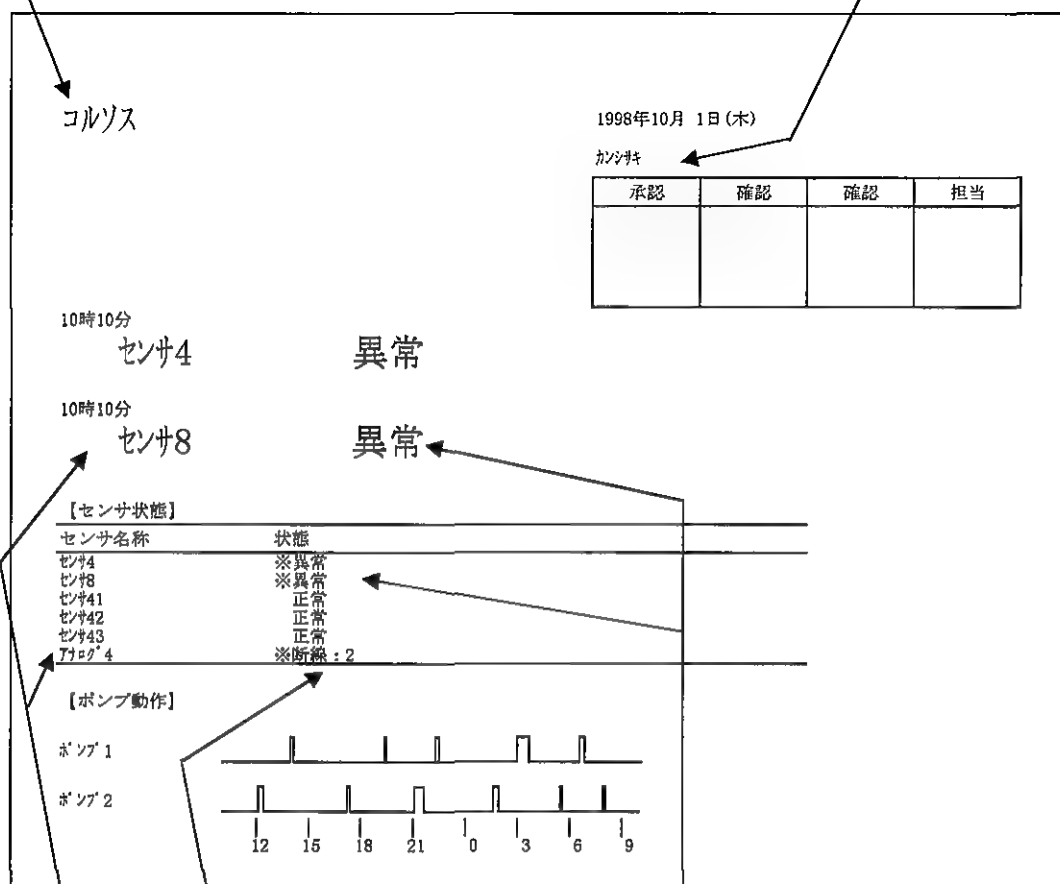 コルソス
1998年10月 1日(木)
ｶﾝｼｻｷ
承認 確認 確認 担当
10時10分
センサ4 異常
10時10分
センサ8 異常
【センサ状態】
センサ名称 状態
ｾﾝｻ4 ※異常
ｾﾝｻ8 ※異常
ｾﾝｻ41 正常
ｾﾝｻ42 正常
ｾﾝｻ43 正常
ｱﾅﾛｸﾞ4 ※断線:2
【ポンプ動作】
ﾎﾟﾝﾌﾟ1
ﾎﾟﾝﾌﾟ2
12 15 18 21 0 3 6 9